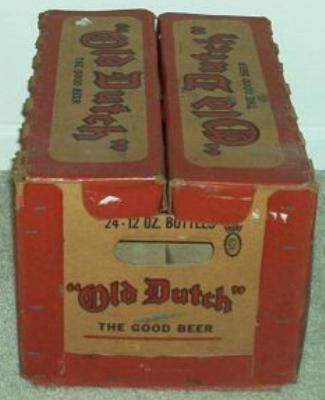 "Old Dutch"
THE GOOD BEER
"Old Dutch"
THE GOOD BEER
24-12 OZ. BOTTLES
"Old Dutch"
THE GOOD BEER